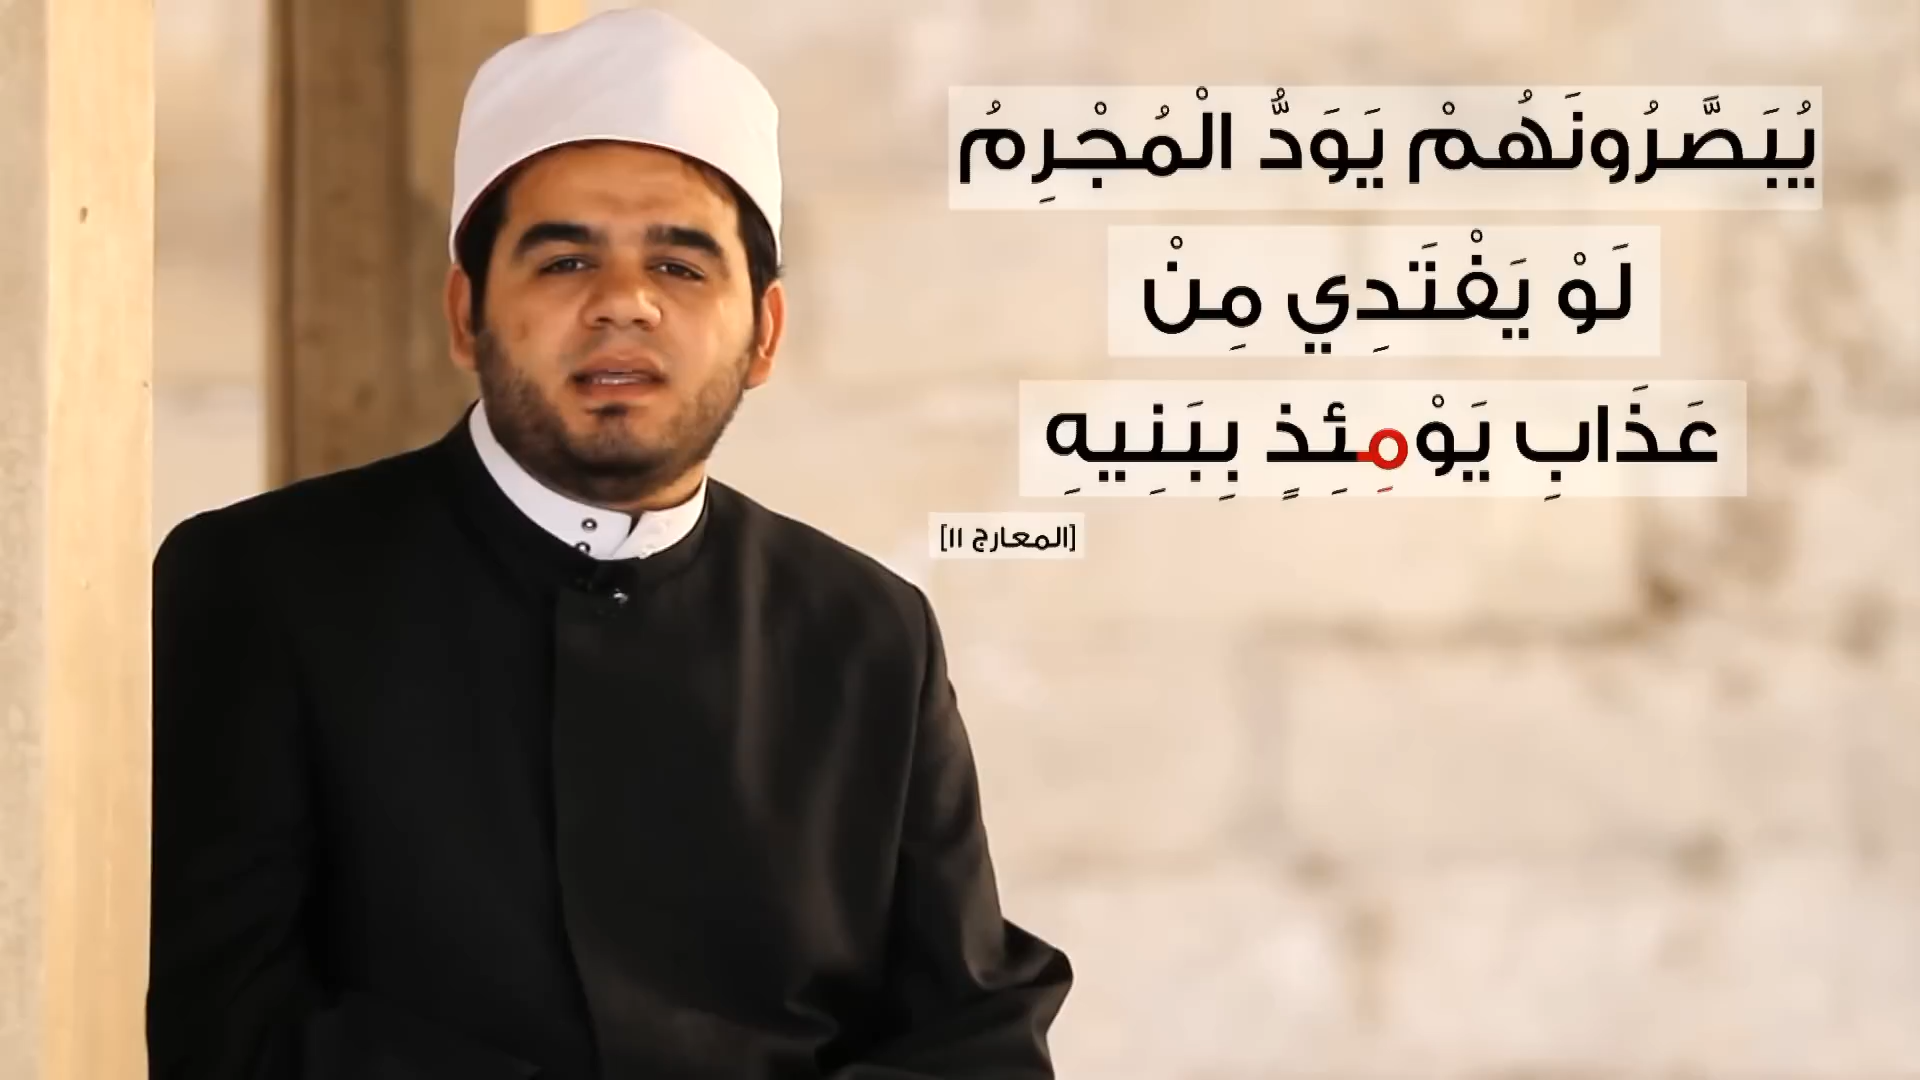 يُبَصَّرُونَهُمْ يَوَدُّ الْمُجْرِمُ
لَوْ يَفْتَدِي مِنْ
عَذَابِ يَوْمِئِذٍ بِبَنِيهِ
[المعارج ١١]